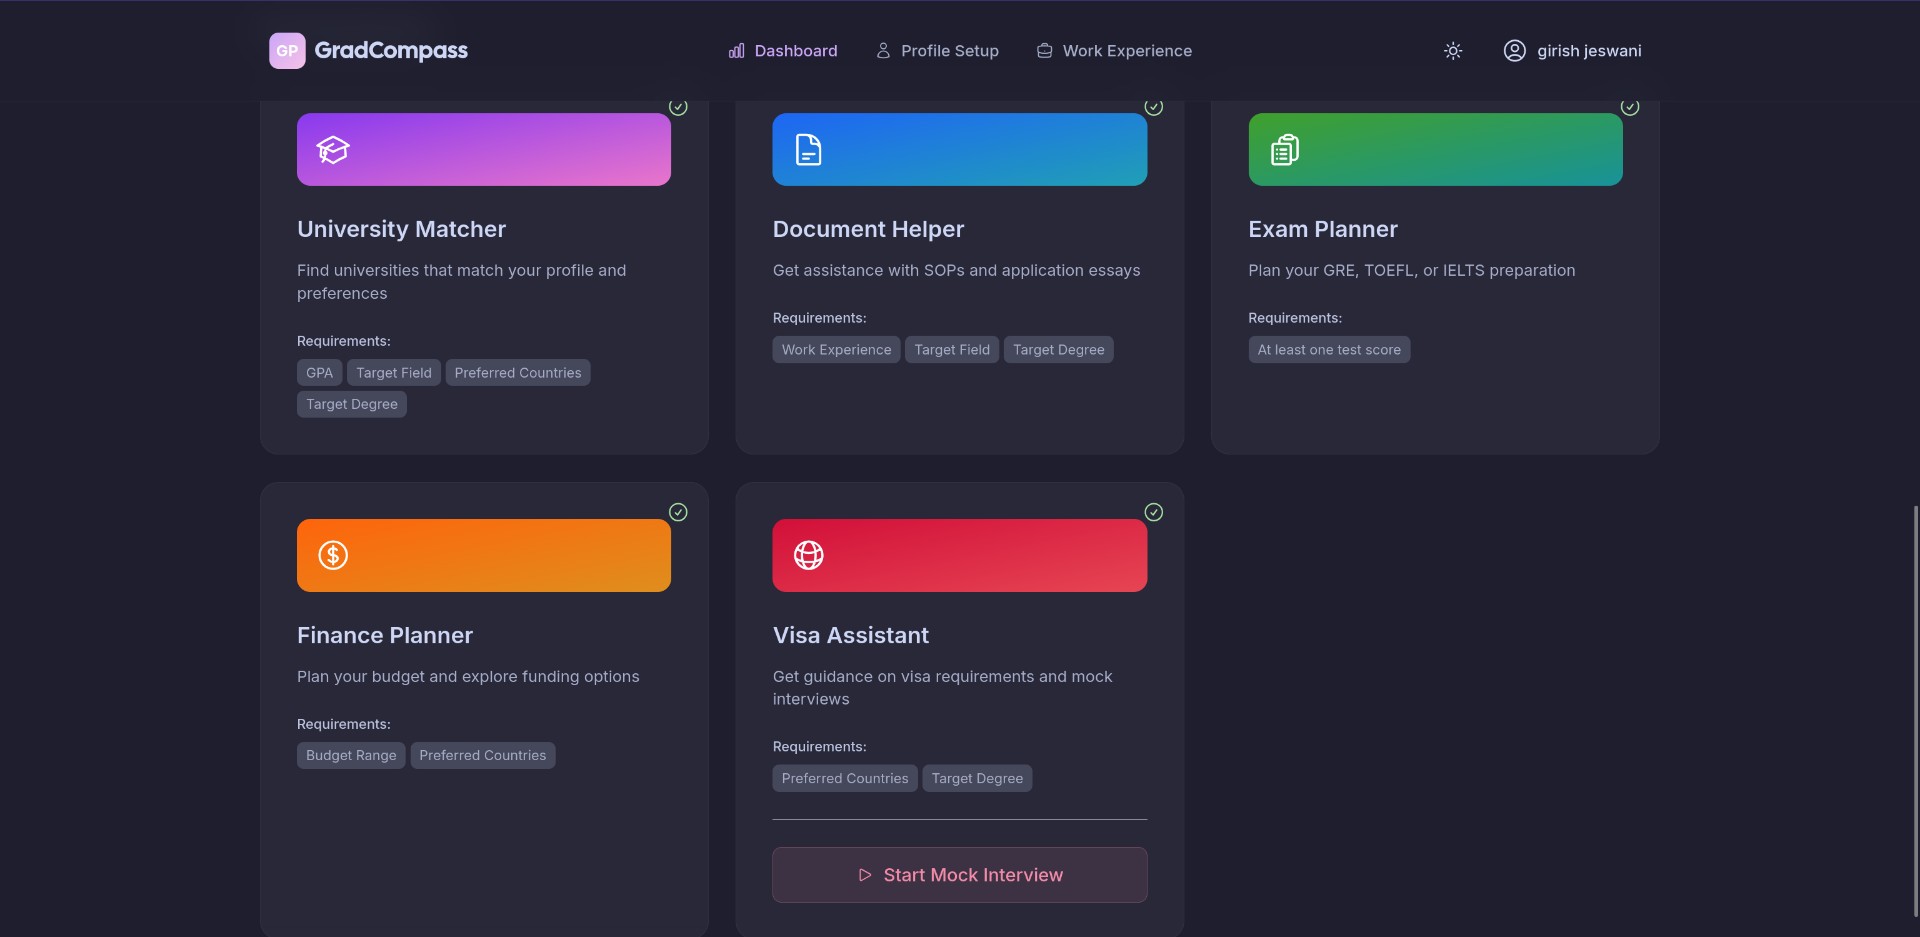 GP GradCompass
Dashboard
Profile Setup
Work Experience
girish jeswani
University Matcher
Find universities that match your profile and
preferences
Requirements:
GPA Target Field Preferred Countries
Target Degree
Document Helper
Get assistance with SOPs and application essays
Requirements:
Work Experience Target Field Target Degree
Exam Planner
Plan your GRE, TOEFL, or IELTS preparation
Requirements:
At least one test score
Finance Planner
Plan your budget and explore funding options
Requirements:
Budget Range Preferred Countries
Visa Assistant
Get guidance on visa requirements and mock
interviews
Requirements:
Preferred Countries Target Degree
Start Mock Interview